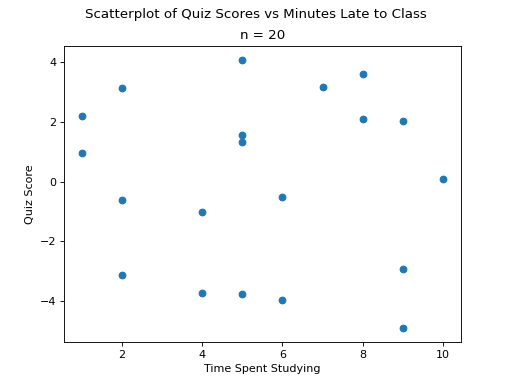 Scatterplot of Quiz Scores vs Minutes Late to Class
n = 20
4
2
0
−2
−4
Quiz Score
2 4 6 8 10
Time Spent Studying